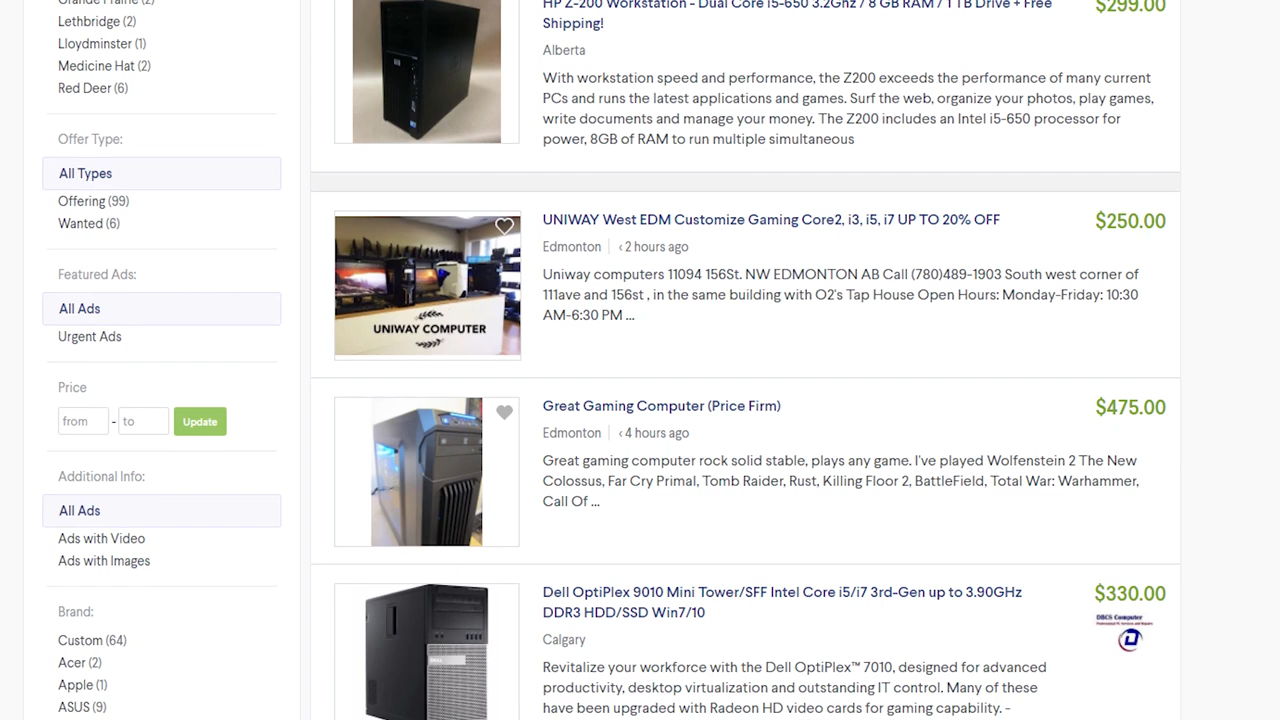 Grande Prairie (2)
Lethbridge (2)
Lloydminster (1)
Medicine Hat (2)
Red Deer (6)
Offer Type:
All Types
Offering (99)
Wanted (6)
Featured Ads:
All Ads
Urgent Ads
Price
from - to Update
Additional Info:
All Ads
Ads with Video
Ads with Images
Brand:
Custom (64)
Acer (2)
Apple (1)
ASUS (9)
HP Z-200 Workstation - Dual Core i5-650 3.2Ghz / 8 GB RAM / 1 TB Drive + Free
Shipping!
$299.00
Alberta
With workstation speed and performance, the Z200 exceeds the performance of many current
PCs and runs the latest applications and games. Surf the web, organize your photos, play games,
write documents and manage your money. The Z200 includes an Intel i5-650 processor for
power, 8GB of RAM to run multiple simultaneous
UNIWAY COMPUTER
UNIWAY West EDM Customize Gaming Core2, i3, i5, i7 UP TO 20% OFF
$250.00
Edmonton < 2 hours ago
Uniway computers 11094 156St. NW EDMONTON AB Call (780)489-1903 South west corner of
111ave and 156st , in the same building with O2's Tap House Open Hours: Monday-Friday: 10:30
AM-6:30 PM ...
Great Gaming Computer (Price Firm)
$475.00
Edmonton < 4 hours ago
Great gaming computer rock solid stable, plays any game. I've played Wolfenstein 2 The New
Colossus, Far Cry Primal, Tomb Raider, Rust, Killing Floor 2, BattleField, Total War: Warhammer,
Call Of ...
Dell OptiPlex 9010 Mini Tower/SFF Intel Core i5/i7 3rd-Gen up to 3.90GHz
DDR3 HDD/SSD Win7/10
$330.00
DBCS Computer
Calgary
Revitalize your workforce with the Dell OptiPlex™ 7010, designed for advanced
productivity, desktop virtualization and outstanding IT control. Many of these
have been upgraded with Radeon HD video cards for gaming capability. -